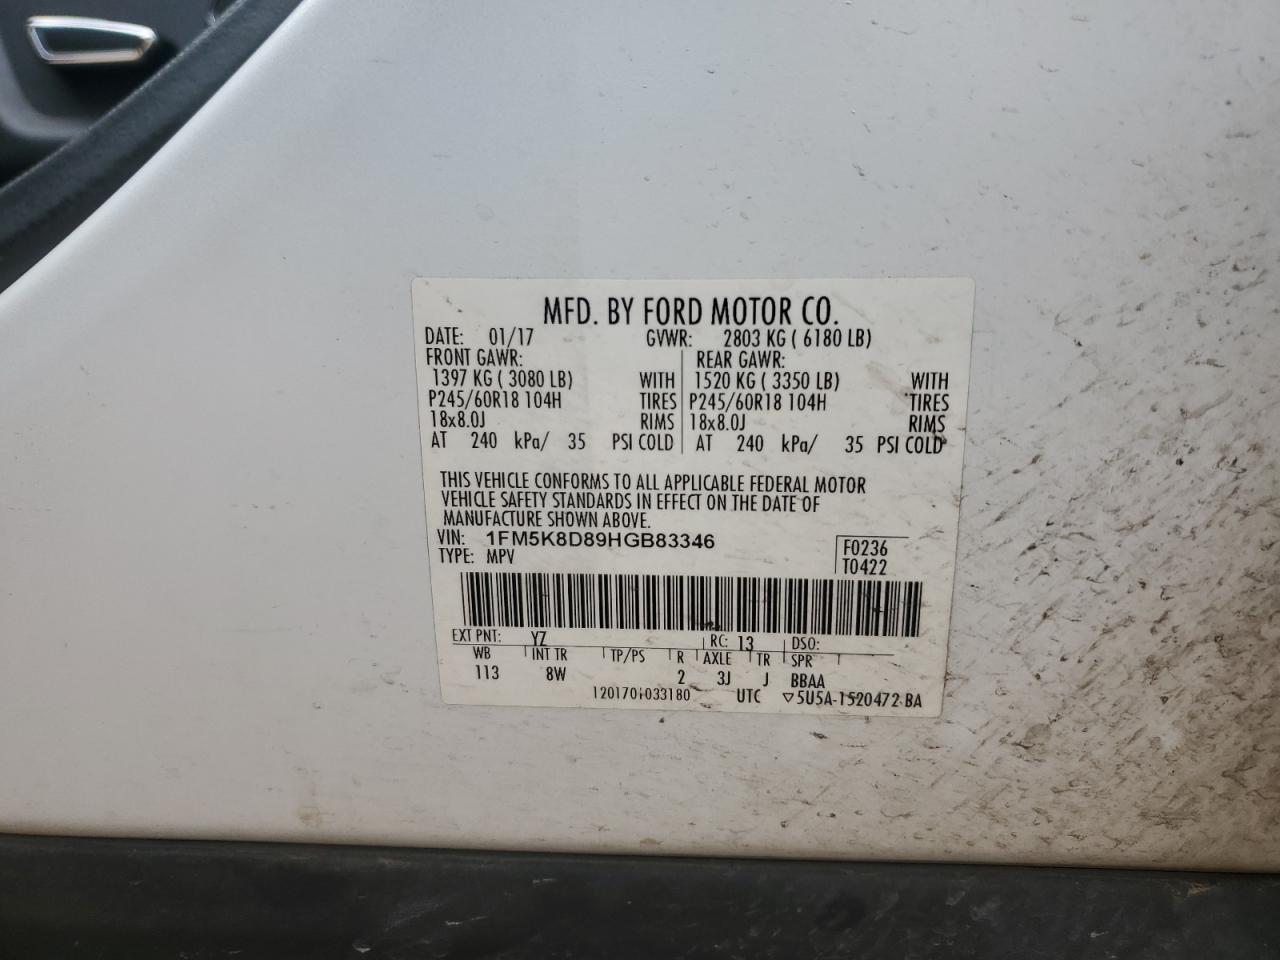 MFD. BY FORD MOTOR CO.
DATE: 01/17 GVWR: 2803 KG ( 6180 LB)
FRONT GAWR: REAR GAWR:
1397 KG ( 3080 LB) WITH 1520 KG ( 3350 LB) WITH
P245/60R18 104H TIRES P245/60R18 104H TIRES
18x8.0J RIMS 18x8.0J RIMS
AT 240 kPa/ 35 PSI COLD AT 240 kPa/ 35 PSI COLD
THIS VEHICLE CONFORMS TO ALL APPLICABLE FEDERAL MOTOR
VEHICLE SAFETY STANDARDS IN EFFECT ON THE DATE OF
MANUFACTURE SHOWN ABOVE.
VIN: 1FM5K8D89HGB83346 F0236
TYPE: MPV T0422
EXT PNT: YZ RC: 13 DSO:
WB INT TR TP/PS R AXLE TR SPR
113 8W 2 3J J BBAA
1201701033180 UTC ▽5U5A-1520472-BA